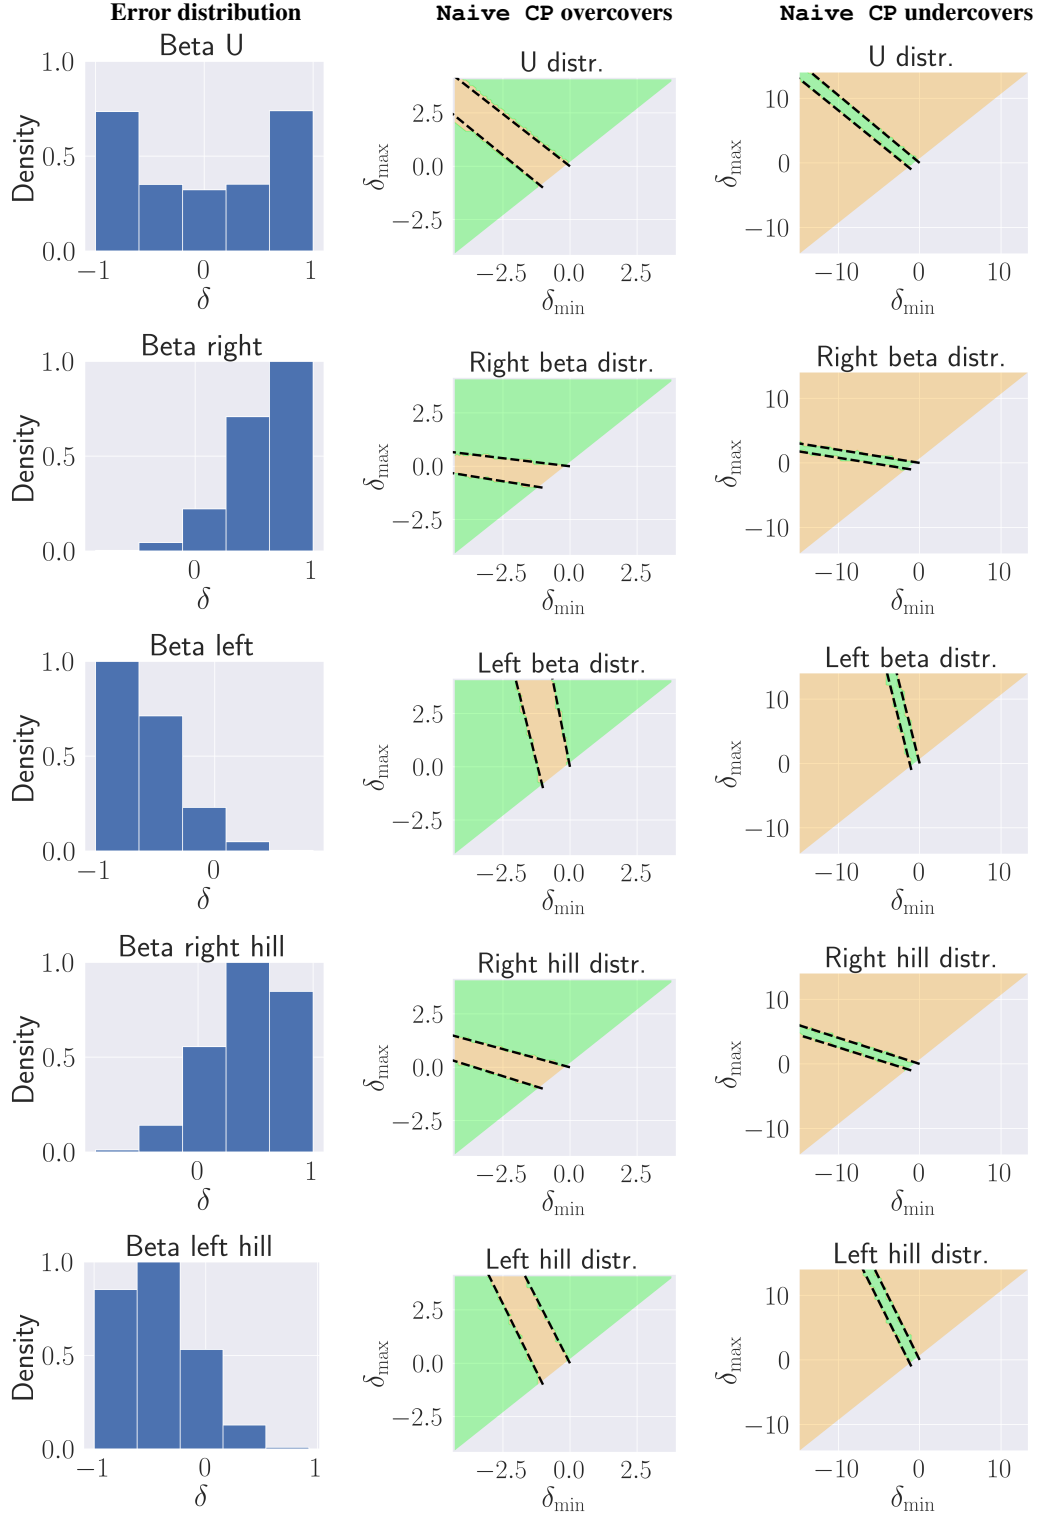 Error distribution
Naive CP overcovers
Naive CP undercovers
Beta U
U distr.
U distr.
1.0
0.5
0.0
Density
−1 0 1
δ
2.5
0.0
−2.5
δmax
−2.5 0.0 2.5
δmin
10
0
−10
δmax
−10 0 10
δmin
Beta right
Right beta distr.
Right beta distr.
1.0
0.5
0.0
Density
0 1
δ
2.5
0.0
−2.5
δmax
−2.5 0.0 2.5
δmin
10
0
−10
δmax
−10 0 10
δmin
Beta left
Left beta distr.
Left beta distr.
1.0
0.5
0.0
Density
−1 0
δ
2.5
0.0
−2.5
δmax
−2.5 0.0 2.5
δmin
10
0
−10
δmax
−10 0 10
δmin
Beta right hill
Right hill distr.
Right hill distr.
1.0
0.5
0.0
Density
0 1
δ
2.5
0.0
−2.5
δmax
−2.5 0.0 2.5
δmin
10
0
−10
δmax
−10 0 10
δmin
Beta left hill
Left hill distr.
Left hill distr.
1.0
0.5
0.0
Density
−1 0 1
δ
2.5
0.0
−2.5
δmax
−2.5 0.0 2.5
δmin
10
0
−10
δmax
−10 0 10
δmin